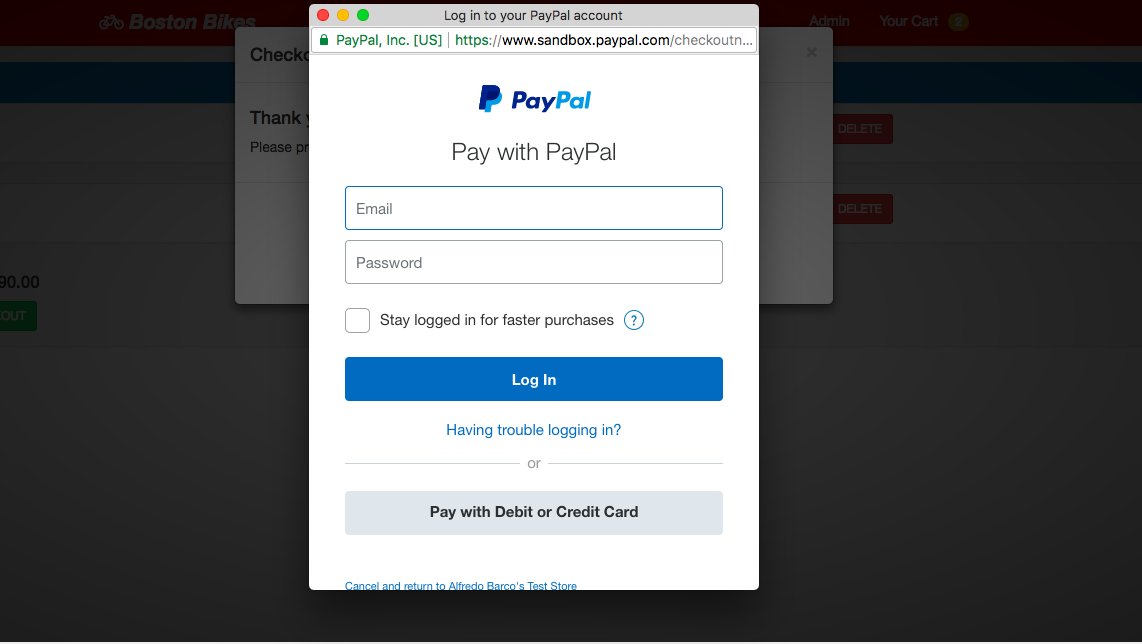 Log in to your PayPal account
Boston Bikes
Admin
Your Cart 2
PayPal, Inc. [US] https://www.sandbox.paypal.com/checkoutn...
×
PayPal
Thank
DELETE
Please
Pay with PayPal
Email
DELETE
Password
90.00
Stay logged in for faster purchases ?
Log In
Having trouble logging in?
or
Pay with Debit or Credit Card
Cancel and return to Alfredo Barco's Test Store